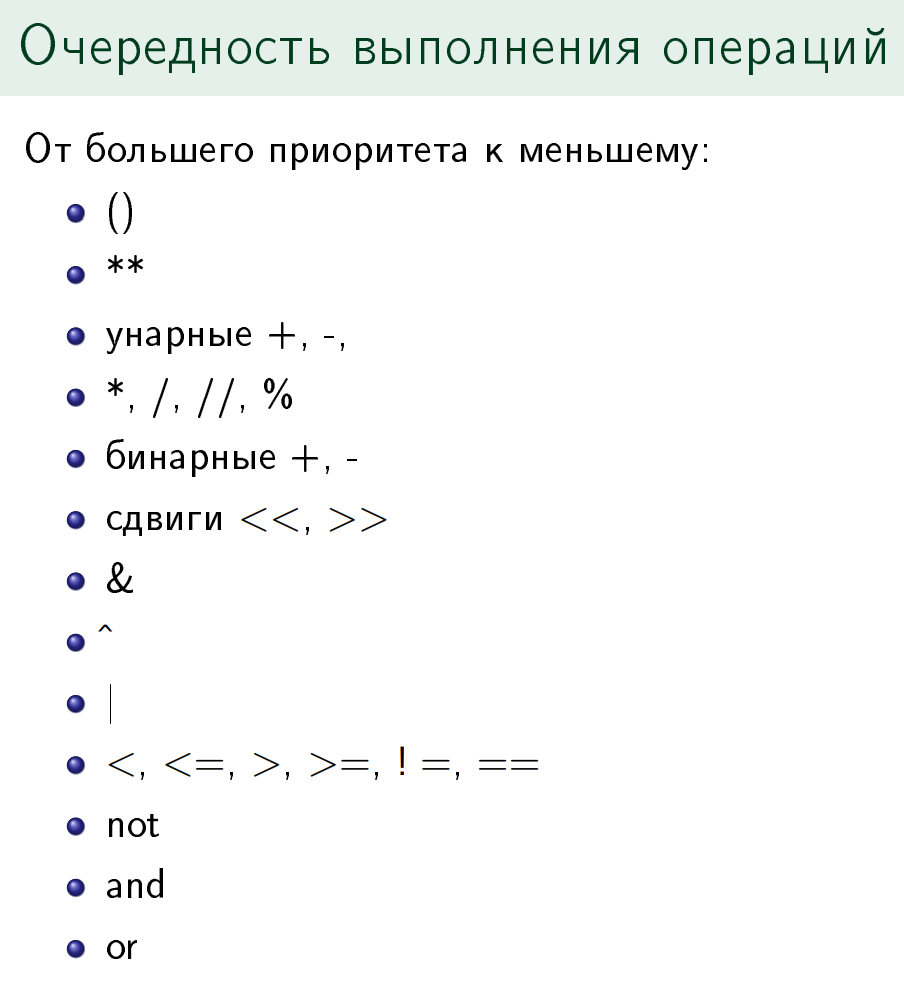 Очередность выполнения операций
От большего приоритета к меньшему:
()
**
унарные +, -,
*, /, //, %
бинарные +, -
сдвиги <<, >>
&
^
|
<, <=, >, >=, ! =, ==
not
and
or